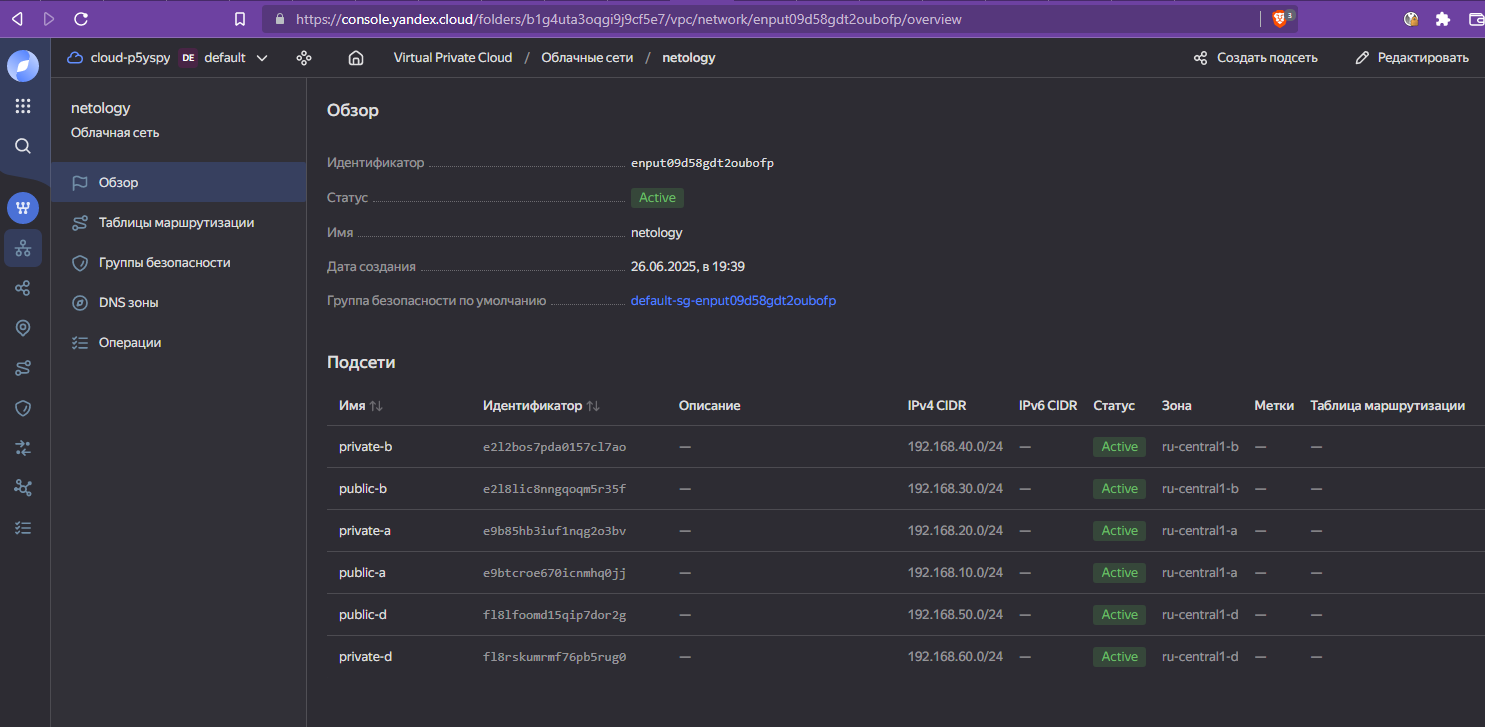 https://console.yandex.cloud/folders/b1g4uta3oqgi9j9cf5e7/vpc/network/enput09d58gdt2oubofp/overview
3
cloud-p5yspy DE default Virtual Private Cloud / Облачные сети / netology Создать подсеть Редактировать
netology
Облачная сеть
Обзор
Таблицы маршрутизации
Группы безопасности
DNS зоны
Операции
Обзор
Идентификатор enput09d58gdt2oubofp
Статус Active
Имя netology
Дата создания 26.06.2025, в 19:39
Группа безопасности по умолчанию default-sg-enput09d58gdt2oubofp
Подсети
Имя Идентификатор Описание IPv4 CIDR IPv6 CIDR Статус Зона Метки Таблица маршрутизации
private-b e2l2bos7pda0157cl7ao — 192.168.40.0/24 — Active ru-central1-b — —
public-b e2l8lic8nngqoqm5r35f — 192.168.30.0/24 — Active ru-central1-b — —
private-a e9b85hb3iuf1nqg2o3bv — 192.168.20.0/24 — Active ru-central1-a — —
public-a e9btcroe670icnmhq0jj — 192.168.10.0/24 — Active ru-central1-a — —
public-d fl8lfoomd15qip7dor2g — 192.168.50.0/24 — Active ru-central1-d — —
private-d fl8rskumrmf76pb5rug0 — 192.168.60.0/24 — Active ru-central1-d — —